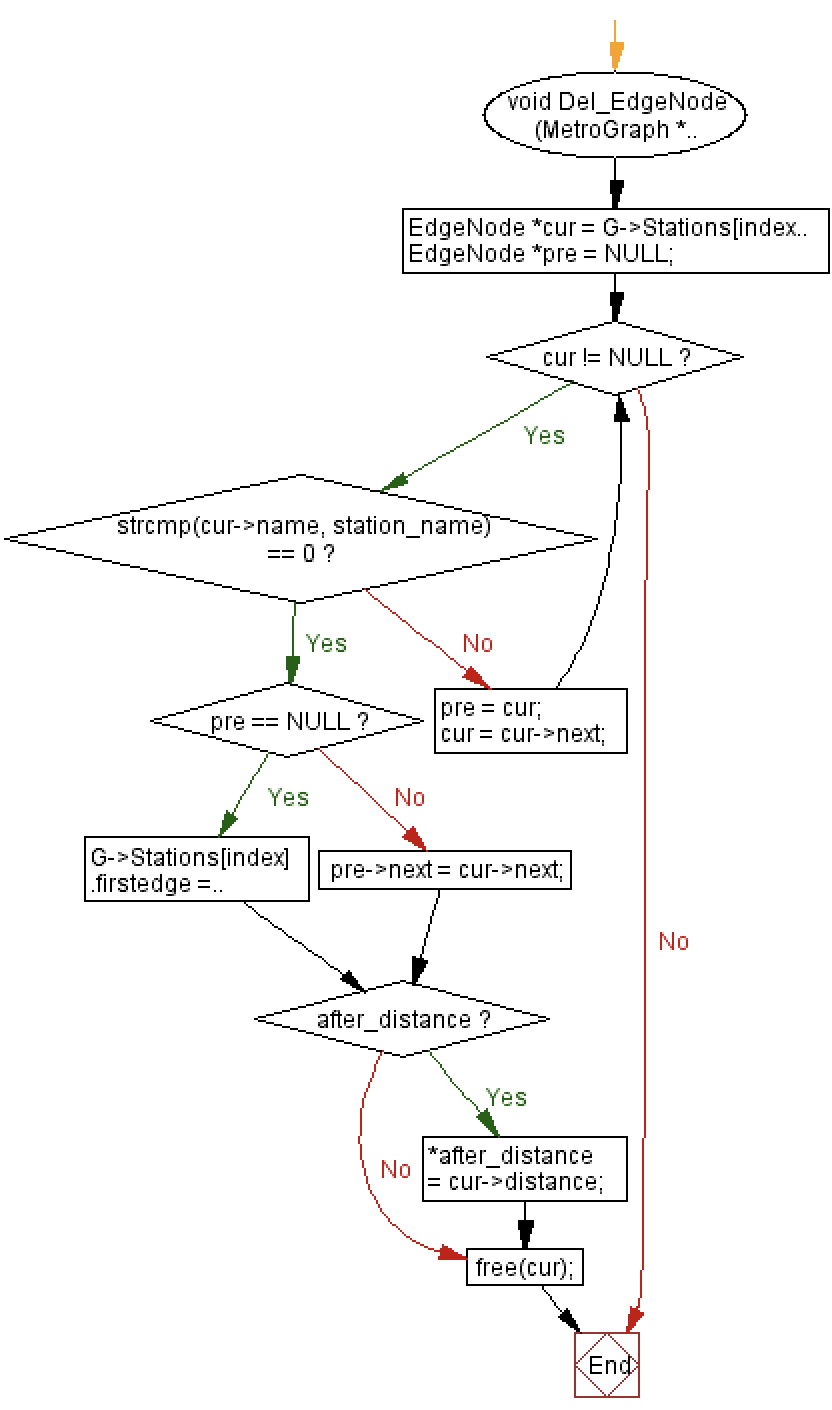 void Del_EdgeNode
(MetroGraph *..
EdgeNode *cur = G->Stations[index..
EdgeNode *pre = NULL;
cur != NULL ?
Yes
strcmp(cur->name, station_name)
== 0 ?
Yes
No
pre == NULL ?
pre = cur;
cur = cur->next;
Yes
No
G->Stations[index]
.firstedge =..
pre->next = cur->next;
No
after_distance ?
Yes
*after_distance
= cur->distance;
No
free(cur);
End